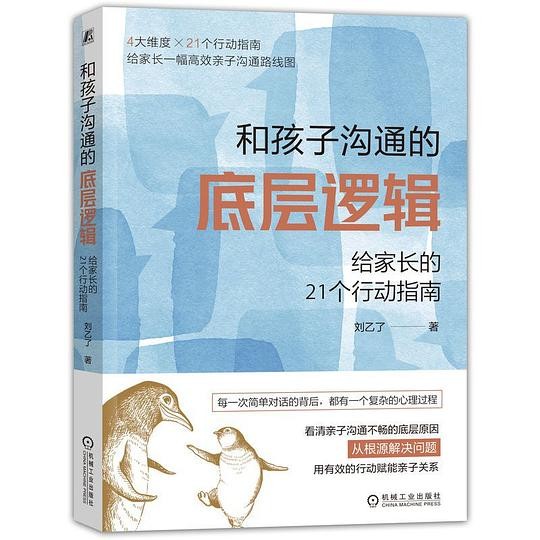 4大维度×21个行动指南
给家长一幅高效亲子沟通路线图
和孩子沟通的
底层逻辑
给家长的
21个行动指南
刘乙了 著
每一次简单对话的背后，都有一个复杂的心理过程
看清亲子沟通不畅的底层原因
从根源解决问题
用有效的行动赋能亲子关系
机械工业出版社
CHINA MACHINE PRESS
和孩子沟通的
底层逻辑
给家长的
21个行动指南
刘乙了 著
机械工业出版社
CHINA MACHINE PRESS